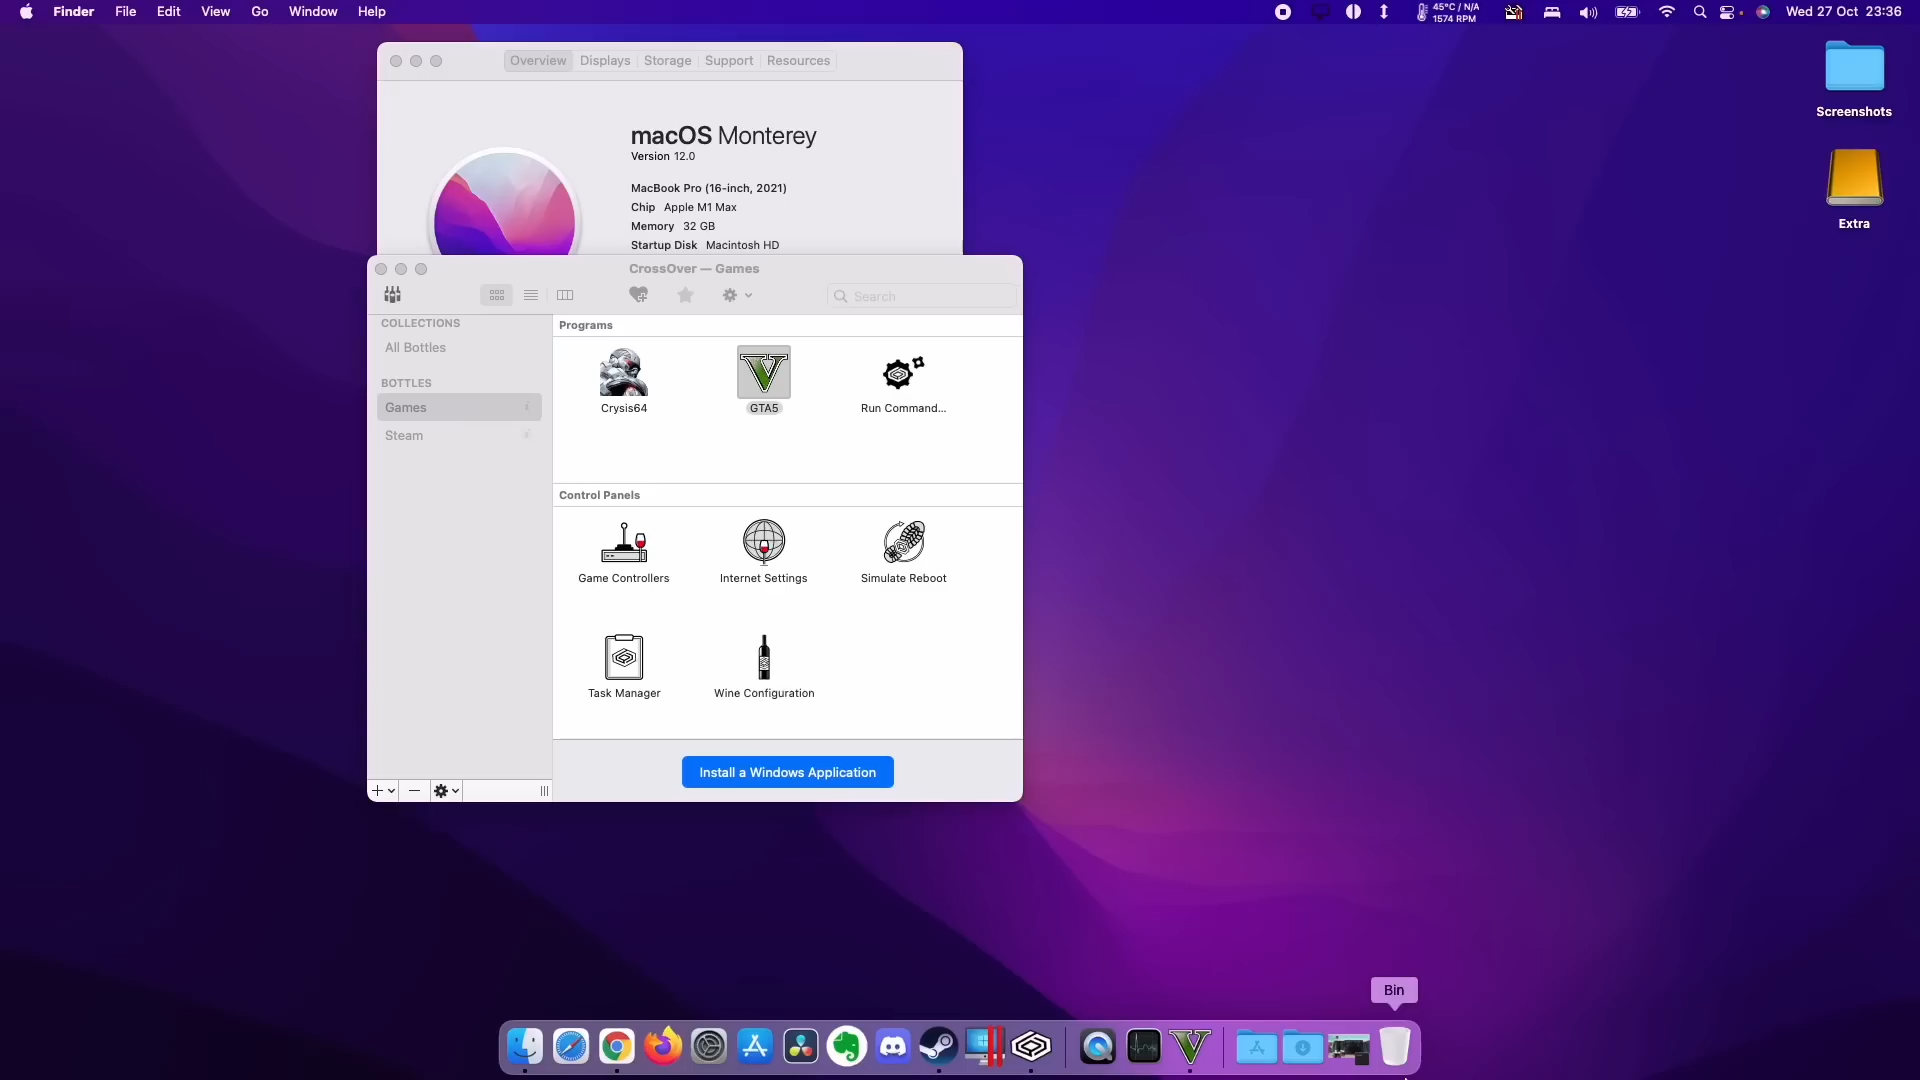 Finder File Edit View Go Window Help
45°C / N/A
1574 RPM
Wed 27 Oct 23:36
Overview Displays Storage Support Resources
macOS Monterey
Version 12.0
MacBook Pro (16-inch, 2021)
Chip Apple M1 Max
Memory 32 GB
Startup Disk Macintosh HD
Screenshots
Extra
CrossOver — Games
Search
COLLECTIONS
All Bottles
BOTTLES
Games
Steam
Programs
Crysis64
GTA5
Run Command...
Control Panels
Game Controllers
Internet Settings
Simulate Reboot
Task Manager
Wine Configuration
Install a Windows Application
Bin